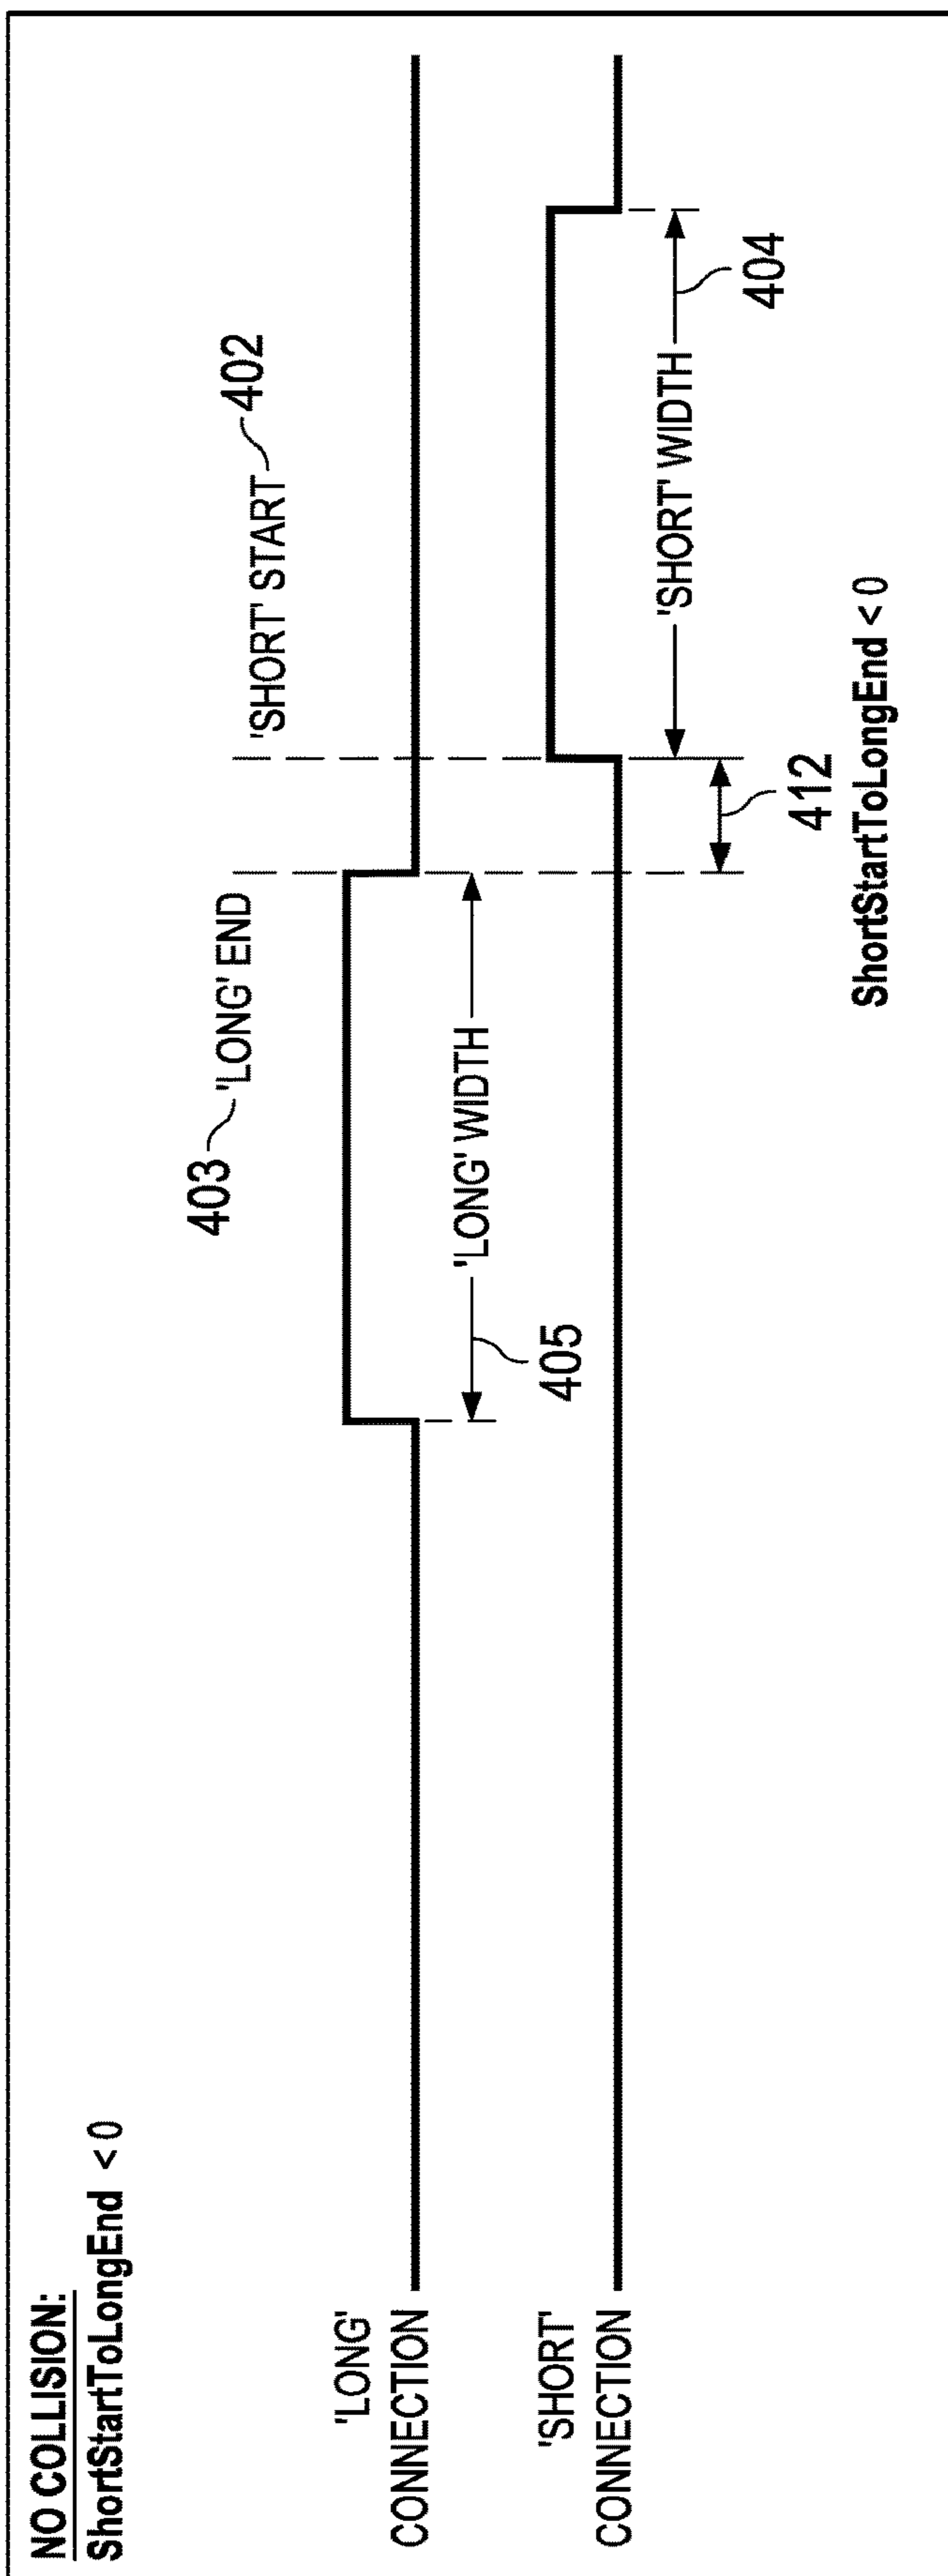 NO COLLISION:
ShortStartToLongEnd < 0
403
'LONG' END
'SHORT' START
402
'LONG'
CONNECTION
'LONG' WIDTH
405
'SHORT'
CONNECTION
'SHORT' WIDTH
404
412
ShortStartToLongEnd < 0